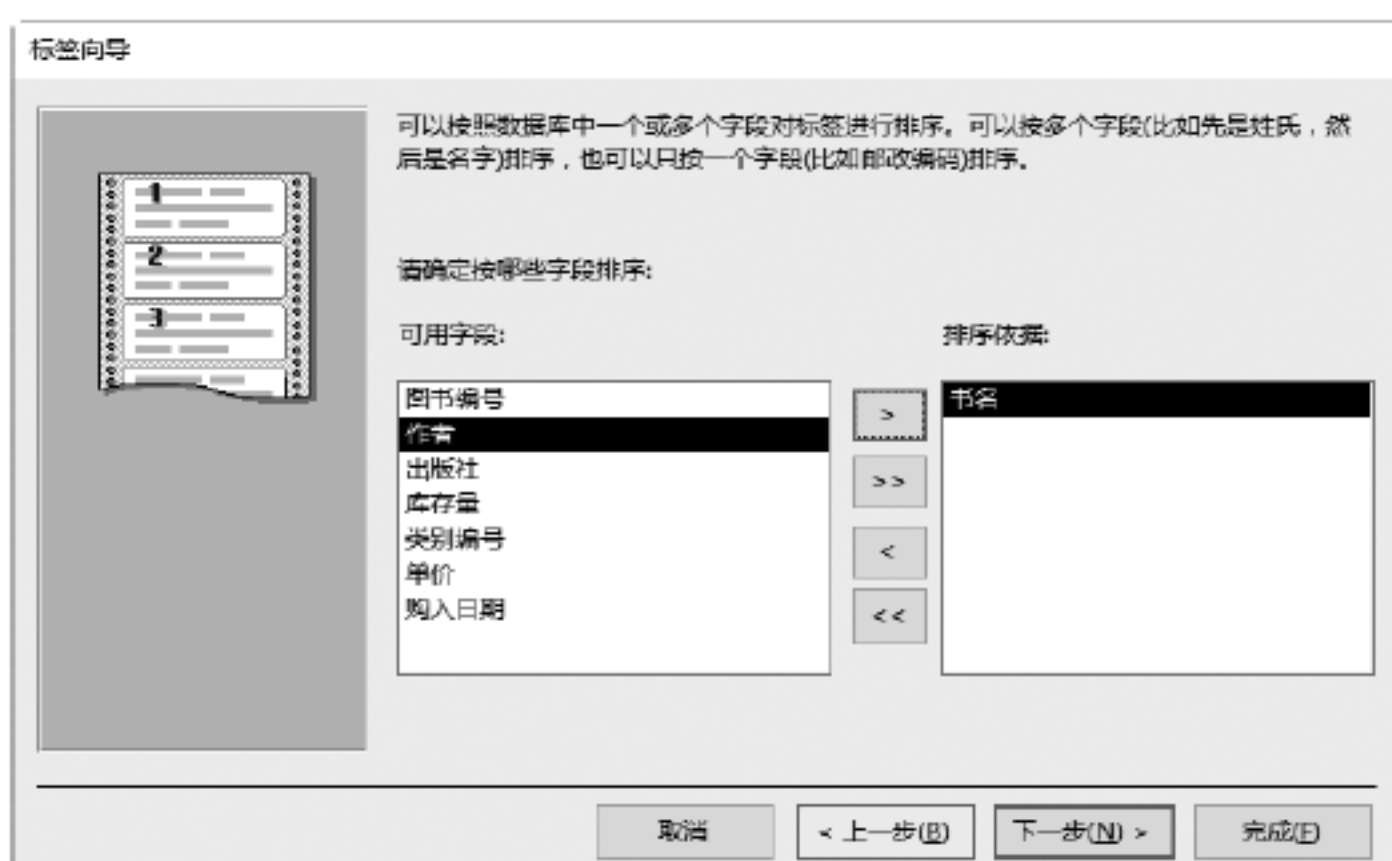 标签向导
可以按照数据库中一个或多个字段对标签进行排序。可以按多个字段(比如先是姓氏，然
后是名字)排序，也可以只按一个字段(比如邮政编码)排序。
1
2
3
请确定按哪些字段排序:
可用字段:
排序依据:
图书编号
作者
出版社
库存量
类别编号
单价
购入日期
>
>>
<
<<
书名
取消
< 上一步(B)
下一步(N) >
完成(F)